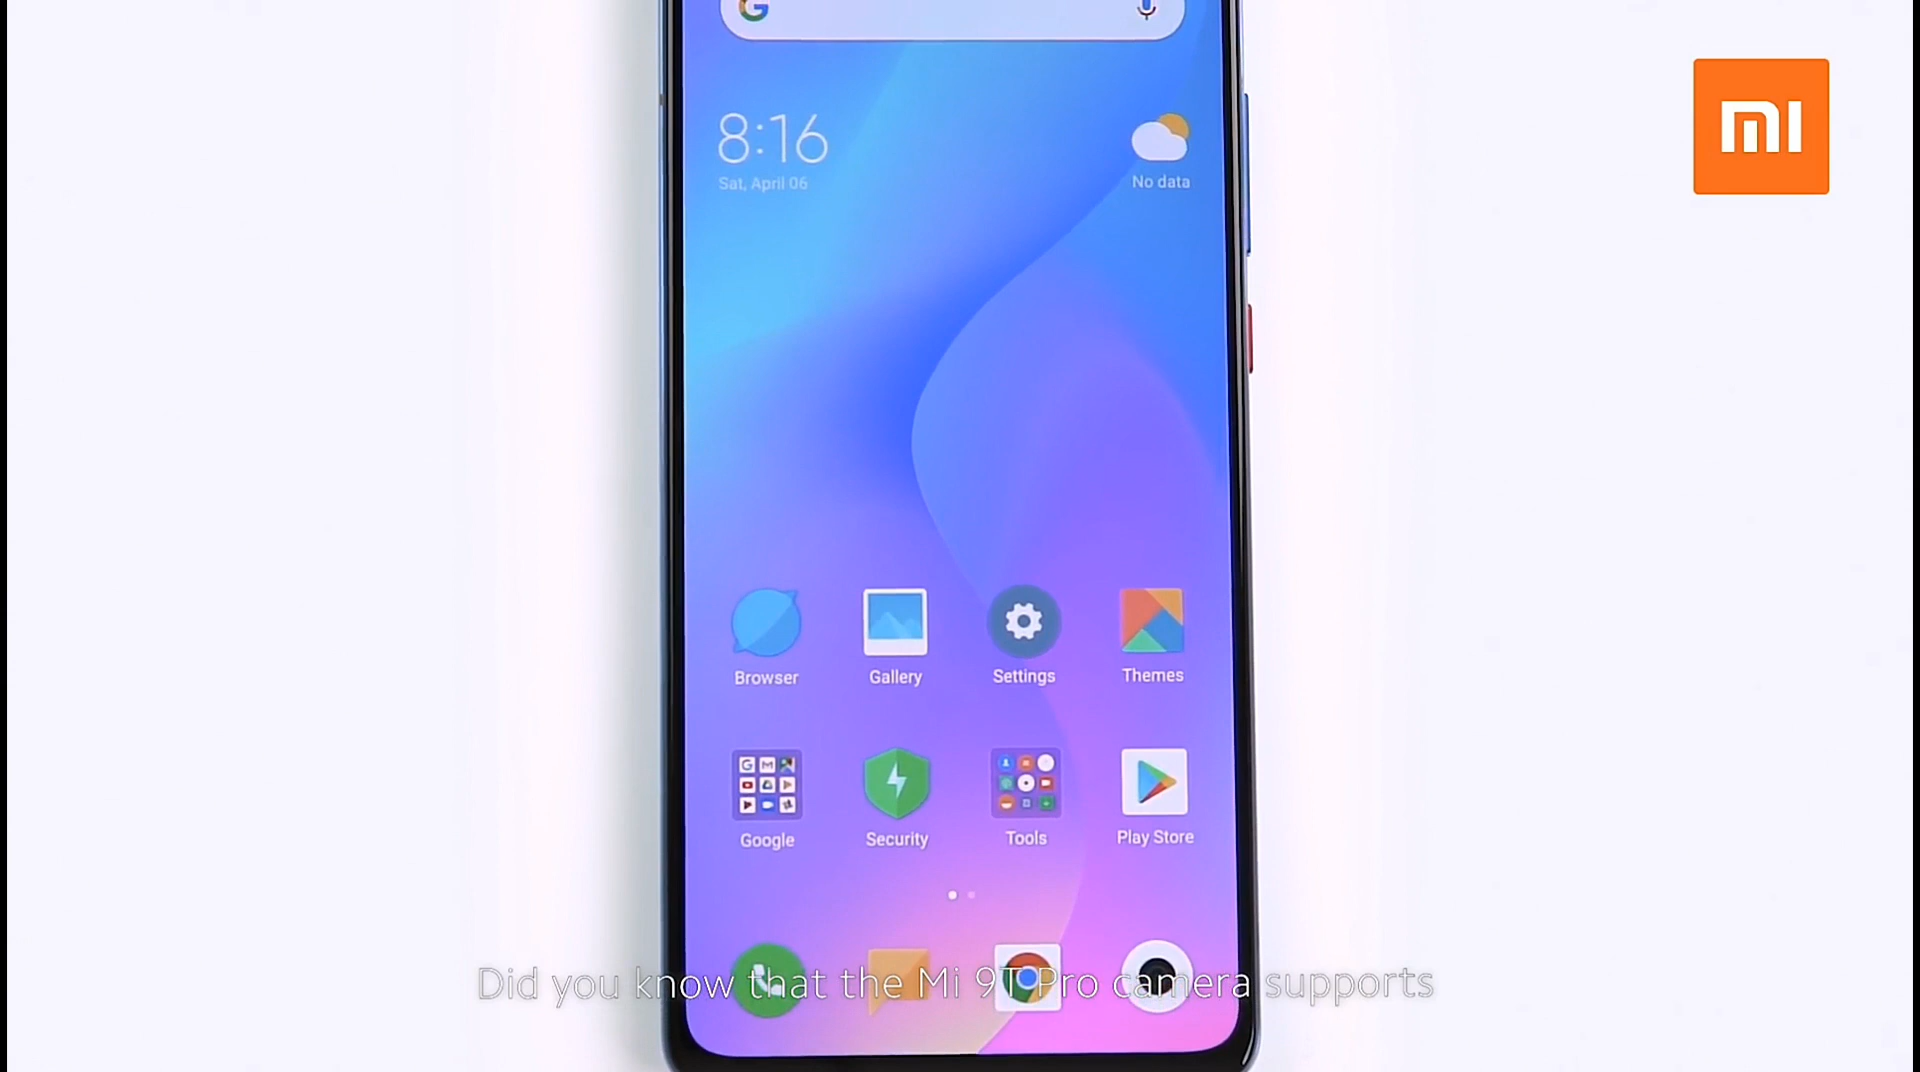 8:16
Sat, April 06
No data
Browser
Gallery
Settings
Themes
Google
Security
Tools
Play Store
Did you know that the Mi 9T Pro camera supports